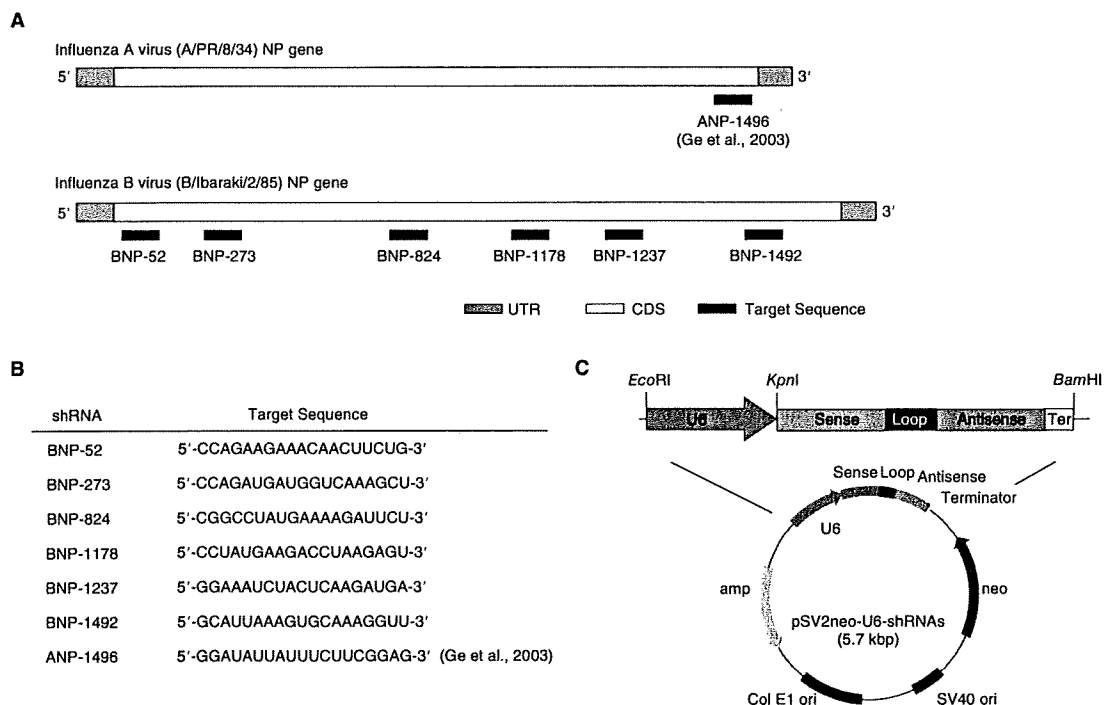 A
Influenza A virus (A/PR/8/34) NP gene
5′ 3′
ANP-1496
(Ge et al., 2003)
Influenza B virus (B/Ibaraki/2/85) NP gene
5′ 3′
BNP-52 BNP-273 BNP-824 BNP-1178 BNP-1237 BNP-1492
UTR CDS Target Sequence
B
shRNA Target Sequence
BNP-52 5′-CCAGAAGAAACAACUUCUG-3′
BNP-273 5′-CCAGAUGAUGGUCAAAGCU-3′
BNP-824 5′-CGGCCUAUGAAAAGAUUCU-3′
BNP-1178 5′-CCUAUGAAGACCUAAGAGU-3′
BNP-1237 5′-GGAAAUCUACUCAAGAUGA-3′
BNP-1492 5′-GCAUUAAAGUGCAAAGGUU-3′
ANP-1496 5′-GGAUAUUAUUUCUUCGGAG-3′ (Ge et al., 2003)
C
EcoRI KpnI BamHI
U6 Sense Loop Antisense Ter
Sense Loop Antisense
Terminator
U6
amp neo
pSV2neo-U6-shRNAs
(5.7 kbp)
Col E1 ori SV40 ori